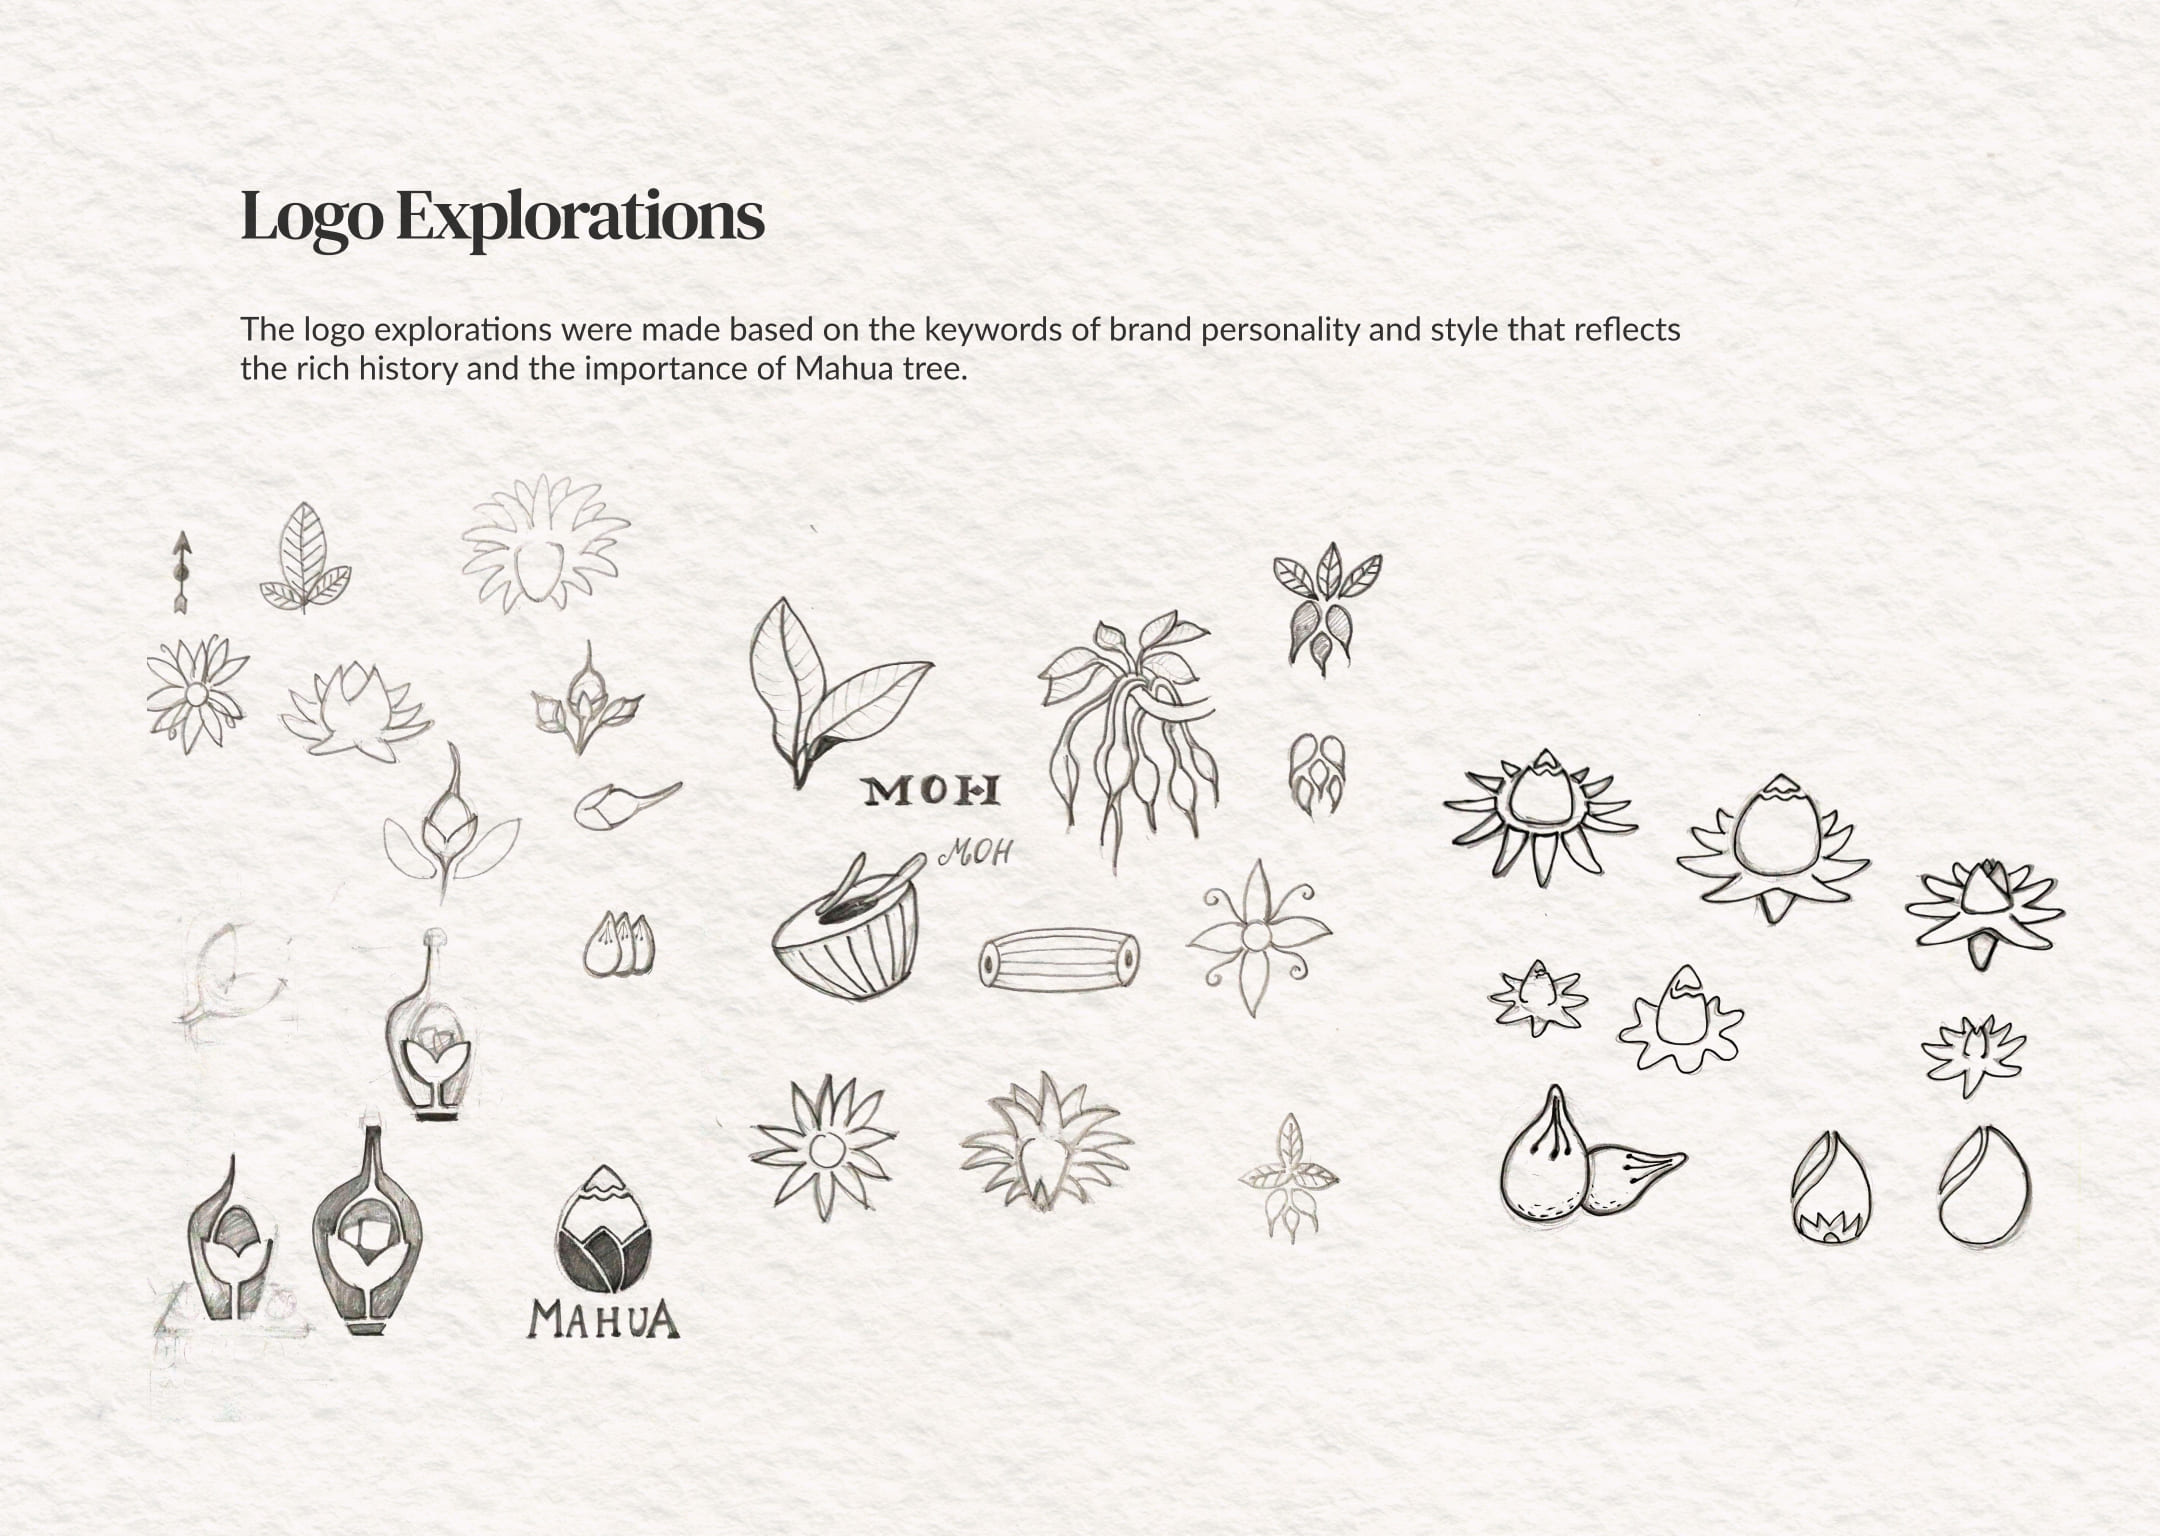 Logo Explorations
The logo explorations were made based on the keywords of brand personality and style that reflects
the rich history and the importance of Mahua tree.
MOH
MOH
MAHUA